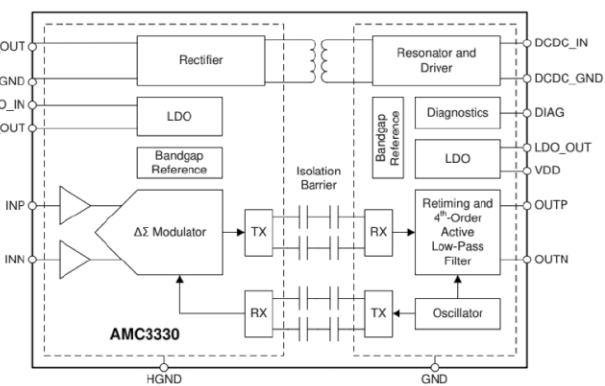 OUT
GND
O_IN
OUT
INP
INN
Rectifier
LDO
Bandgap
Reference
ΔΣ Modulator
TX
RX
AMC3330
HGND
Isolation
Barrier
Resonator and
Driver
Bandgap
Reference
Diagnostics
LDO
RX
Retiming and
4th-Order
Active
Low-Pass
Filter
TX
Oscillator
GND
DCDC_IN
DCDC_GND
DIAG
LDO_OUT
VDD
OUTP
OUTN